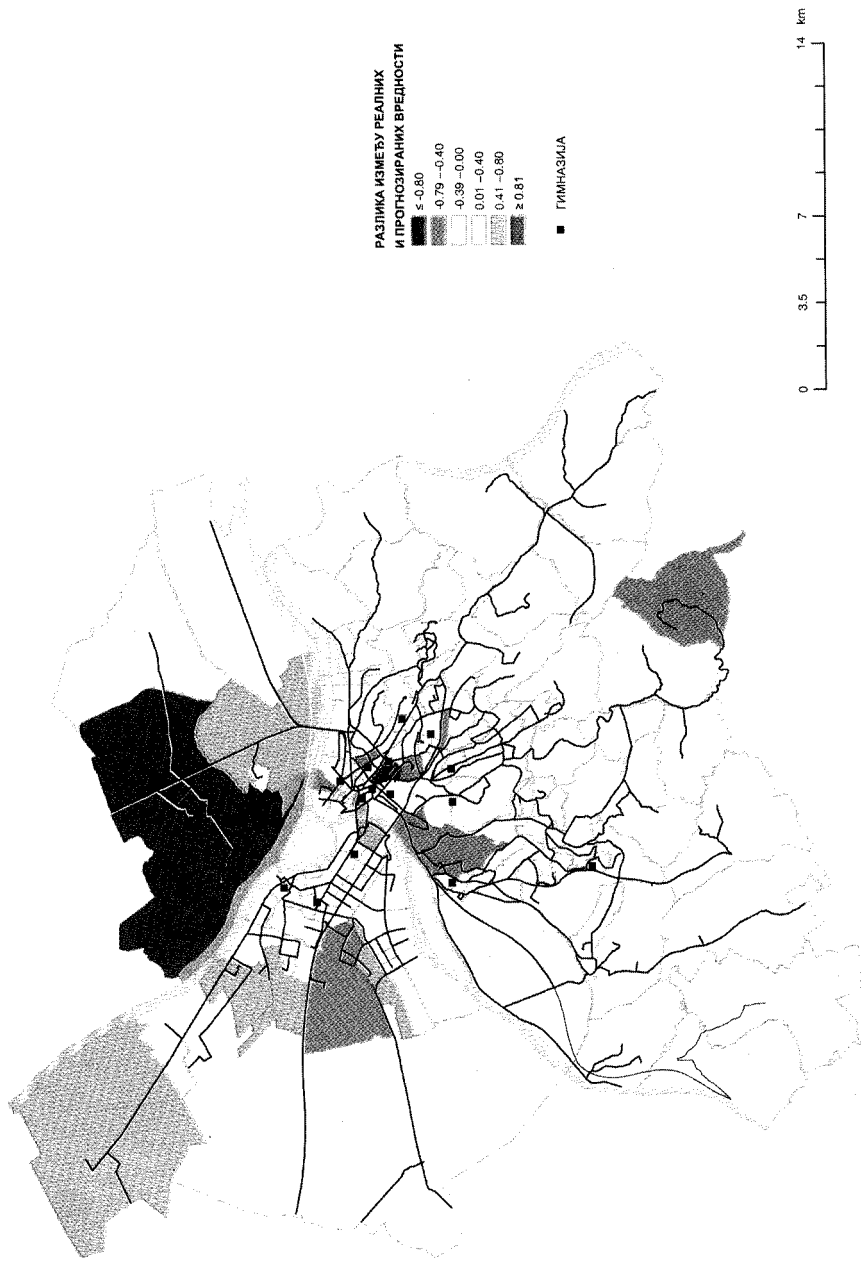 РАЗЛИКА ИЗМЕЂУ РЕАЛНИХ
И ПРОГНОЗИРАНИХ ВРЕДНОСТИ
≤ -0.80
-0.79 –-0.40
-0.39 –0.00
0.01 –0.40
0.41 –0.80
≥ 0.81
ГИМНАЗИЈА
0 3.5 7 14 km